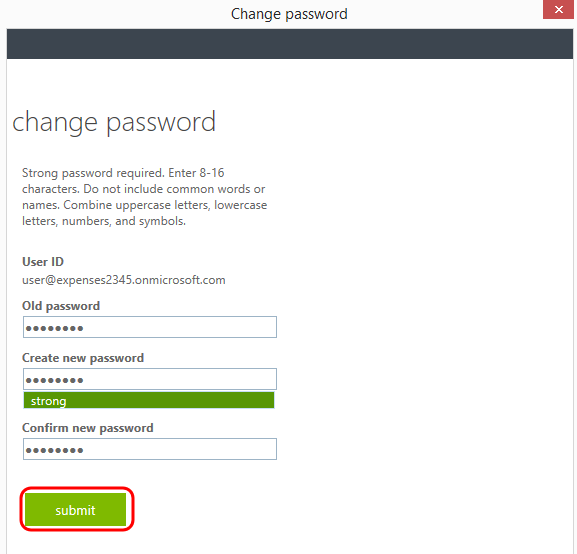 Change password
change password
Strong password required. Enter 8-16
characters. Do not include common words or
names. Combine uppercase letters, lowercase
letters, numbers, and symbols.
User ID
user@expenses2345.onmicrosoft.com
Old password
●●●●●●●●
Create new password
●●●●●●●●
strong
Confirm new password
●●●●●●●●
submit